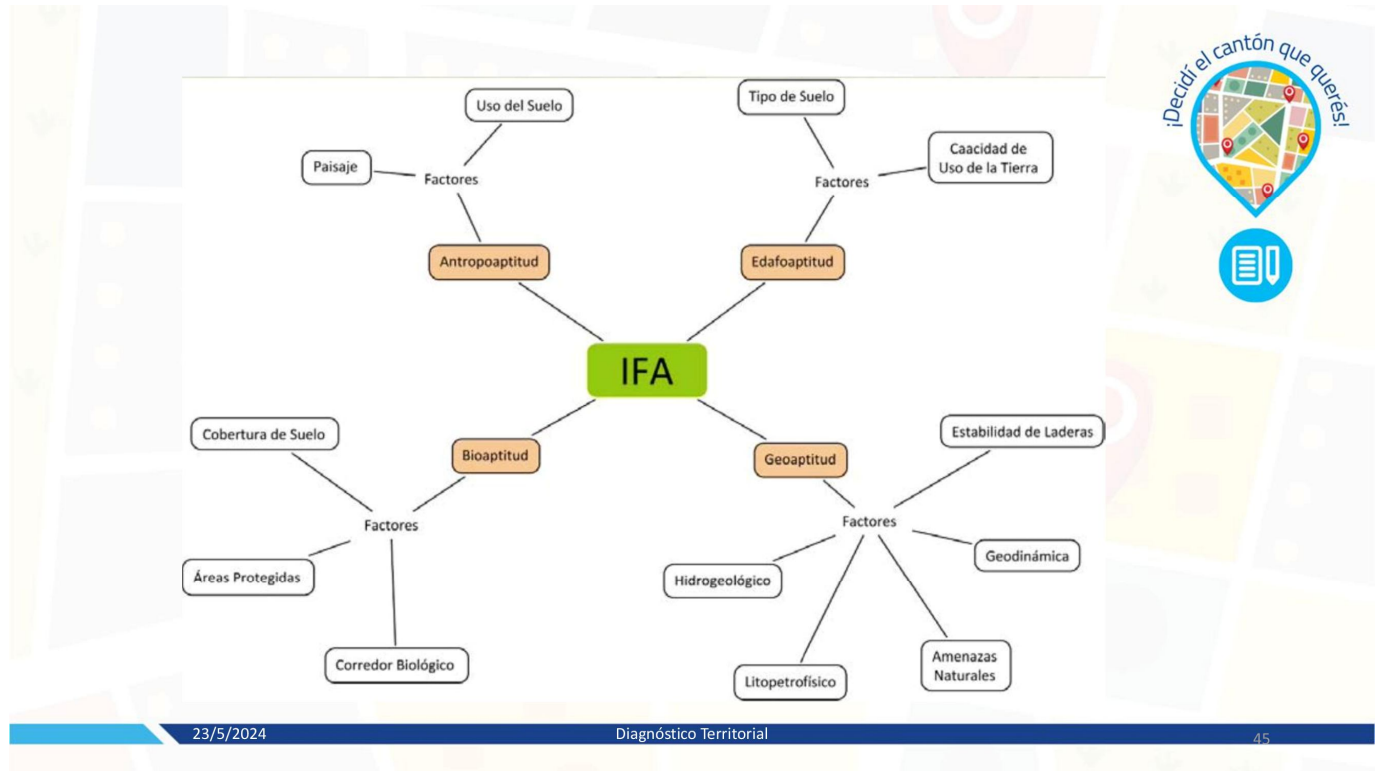 ¡Decidí el cantón que querés!
Uso del Suelo
Tipo de Suelo
Paisaje
Factores
Factores
Caacidad de
Uso de la Tierra
Antropoaptitud
Edafoaptitud
IFA
Cobertura de Suelo
Bioaptitud
Geoaptitud
Estabilidad de Laderas
Factores
Factores
Áreas Protegidas
Hidrogeológico
Geodinámica
Corredor Biológico
Litopetrofísico
Amenazas
Naturales
23/5/2024
Diagnóstico Territorial
45